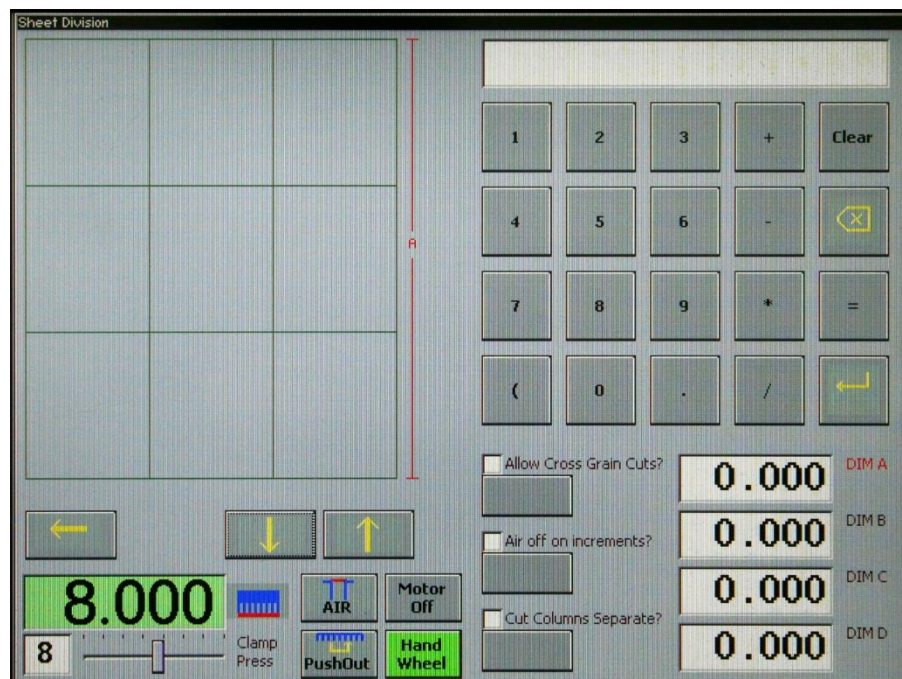 Sheet Division
A
1 2 3 + Clear
4 5 6 -
7 8 9 * =
( 0 . /
Allow Cross Grain Cuts?
0.000 DIM A
Air off on increments?
0.000 DIM B
0.000 DIM C
Cut Columns Separate?
0.000 DIM D
8.000
AIR
Motor
Off
8
Clamp
Press
PushOut
Hand
Wheel